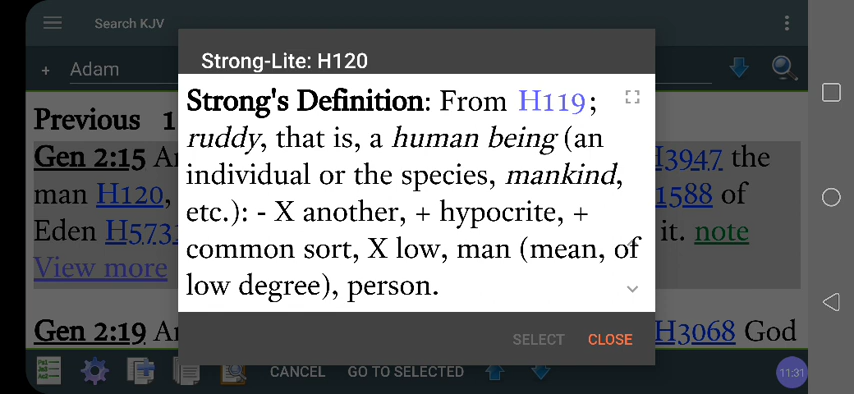 Search KJV
+ Adam
Strong-Lite: H120
Previous 1
Strong's Definition: From H119;
ruddy, that is, a human being (an
individual or the species, mankind,
etc.): - X another, + hypocrite, +
common sort, X low, man (mean, of
low degree), person.
Gen 2:15 H3947 the
man H120, 1588 of
Eden H573 it. note
View more
Gen 2:19 H3068 God
SELECT CLOSE
CANCEL GO TO SELECTED 11:31